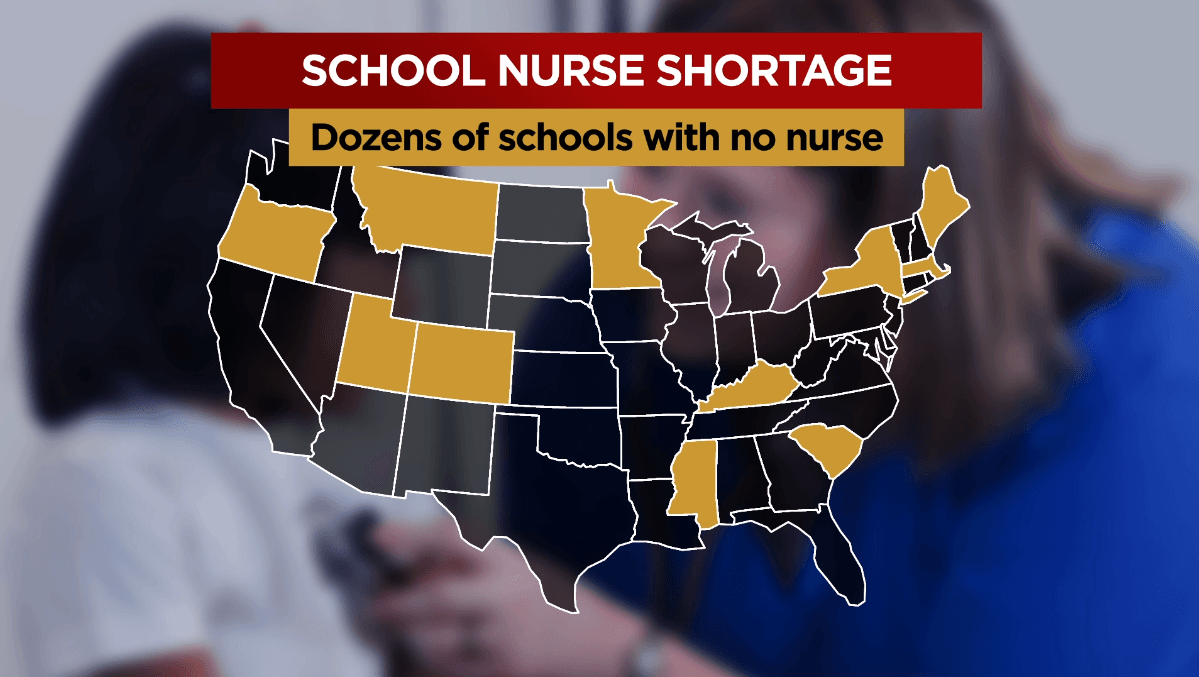 SCHOOL NURSE SHORTAGE
Dozens of schools with no nurse